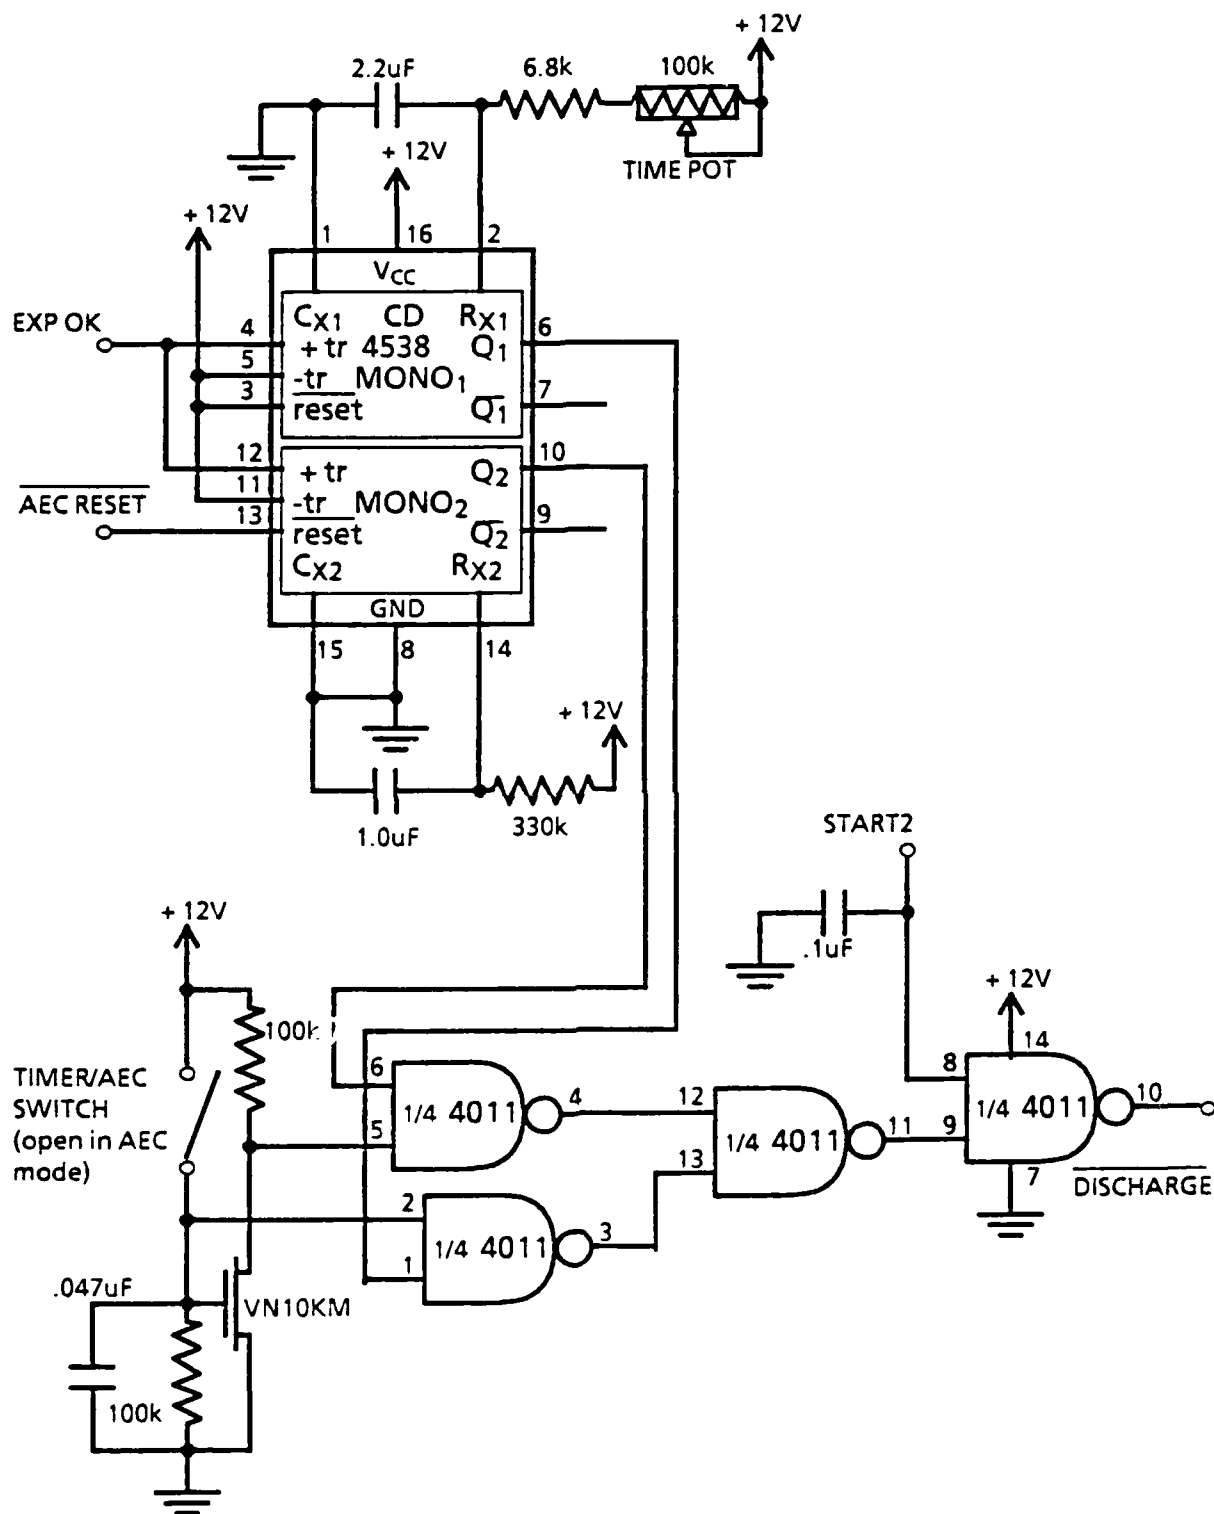 + 12V
2.2uF
6.8k
100k
+ 12V
TIME POT
+ 12V
1
16
2
VCC
EXP OK
4
CX1
CD
RX1
6
+ tr
4538
Q1
5
-tr
MONO1
7
3
reset
Q1
12
+ tr
Q2
10
AEC RESET
11
-tr
MONO2
9
13
reset
Q2
CX2
RX2
GND
15
8
14
+ 12V
1.0uF
330k
START2
+ 12V
.1uF
+ 12V
100k
14
TIMER/AEC
SWITCH
(open in AEC
mode)
6
1/4 4011
4
5
12
1/4 4011
11
13
8
1/4 4011
10
9
7
DISCHARGE
2
1/4 4011
3
1
.047uF
VN10KM
100k